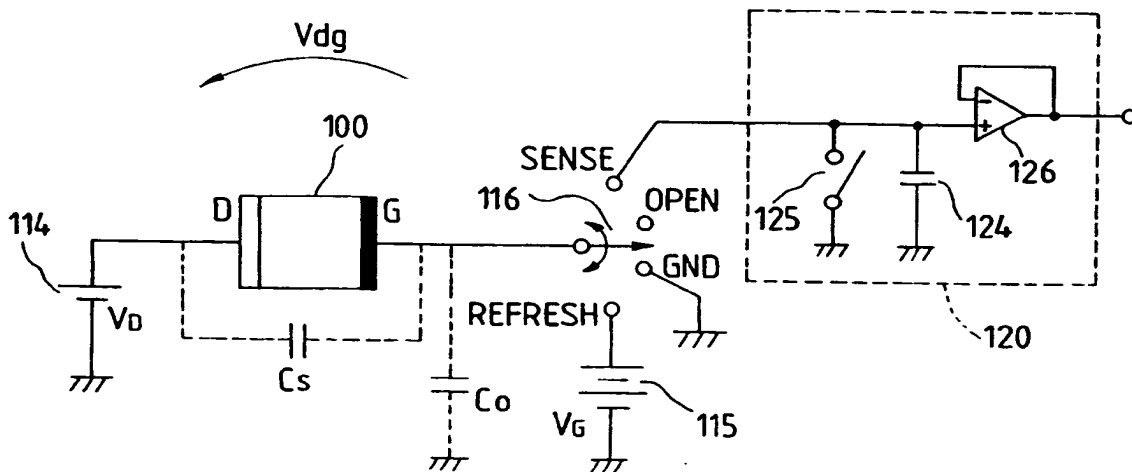 Vdg
100
SENSE
126
D
G
116
OPEN
125
124
114
GND
VD
REFRESH
120
Cs
Co
VG
115